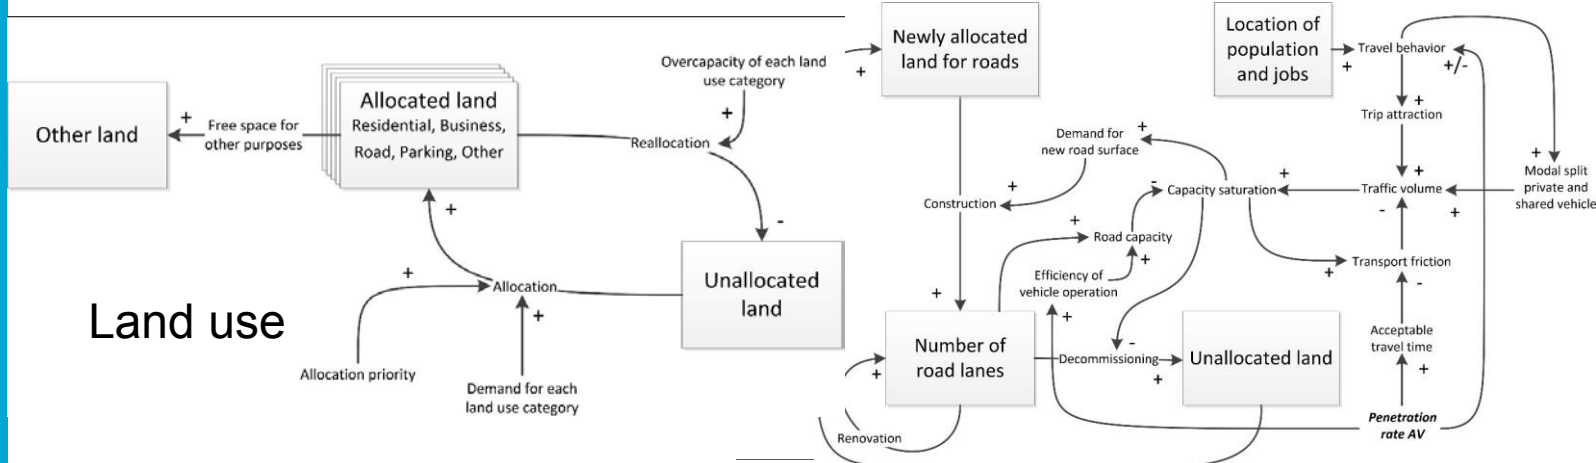 Other land
+
Free space for
other purposes
Allocated land
Residential, Business,
Road, Parking, Other
Overcapacity of each land
use category
+
Reallocation
-
+
Unallocated
land
Allocation
+
+
Allocation priority
Demand for each
land use category
Land use
+
Newly allocated
land for roads
Location of
population
and jobs
+
Travel behavior
+/-
+
Trip attraction
+
Modal split
private and
shared vehicle
+
Traffic volume
+
-
+
Demand for
new road surface
+
Construction
+
-
Capacity saturation
+
Road capacity
+
Efficiency of
vehicle operation
+
+
Transport friction
-
Acceptable
travel time
+
Penetration
rate AV
Number of
road lanes
+
-
Decommissioning
+
Unallocated land
Renovation